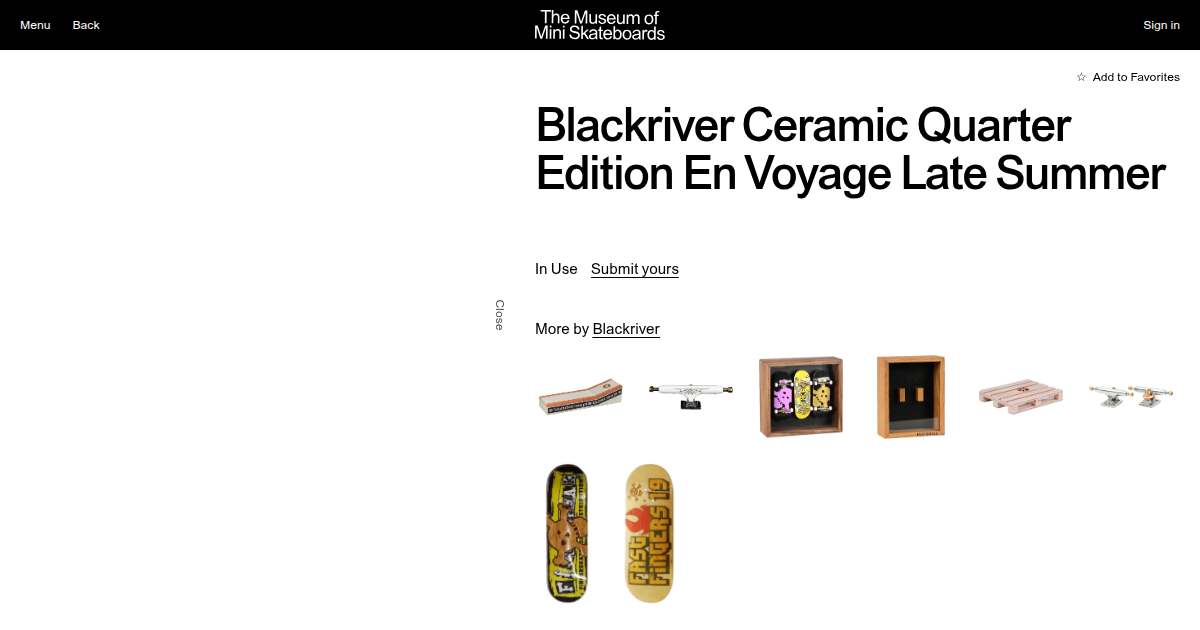 Menu Back
The Museum of
Mini Skateboards
Sign in
☆ Add to Favorites
Blackriver Ceramic Quarter
Edition En Voyage Late Summer
In Use Submit yours
Close
More by Blackriver
FAST
FINGERS 19